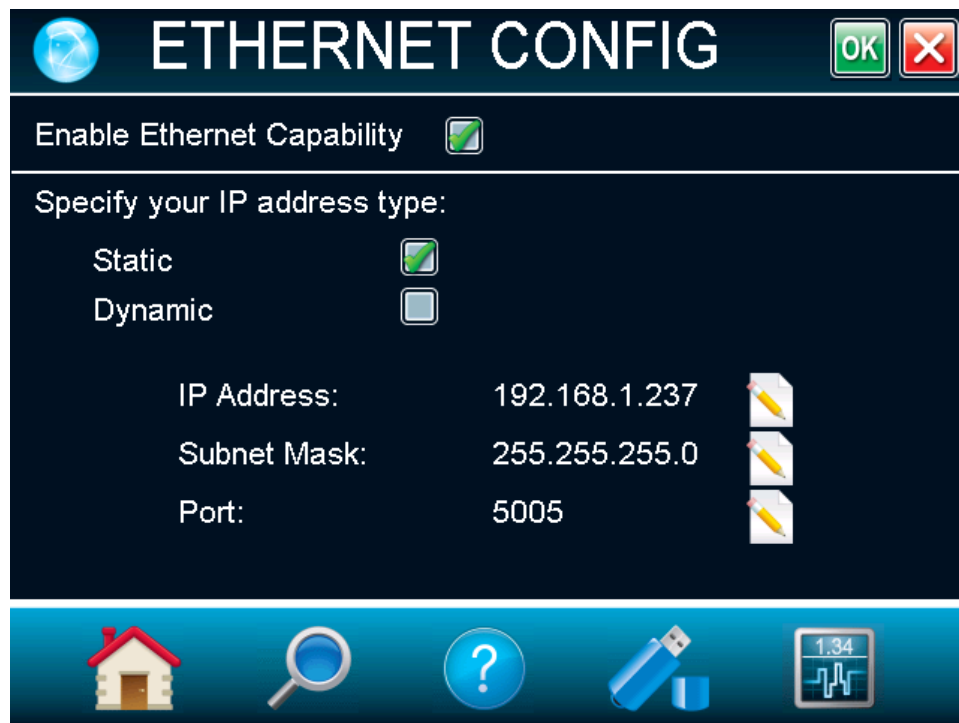 ETHERNET CONFIG
OK
Enable Ethernet Capability
Specify your IP address type:
Static
Dynamic
IP Address: 192.168.1.237
Subnet Mask: 255.255.255.0
Port: 5005
?
1.34